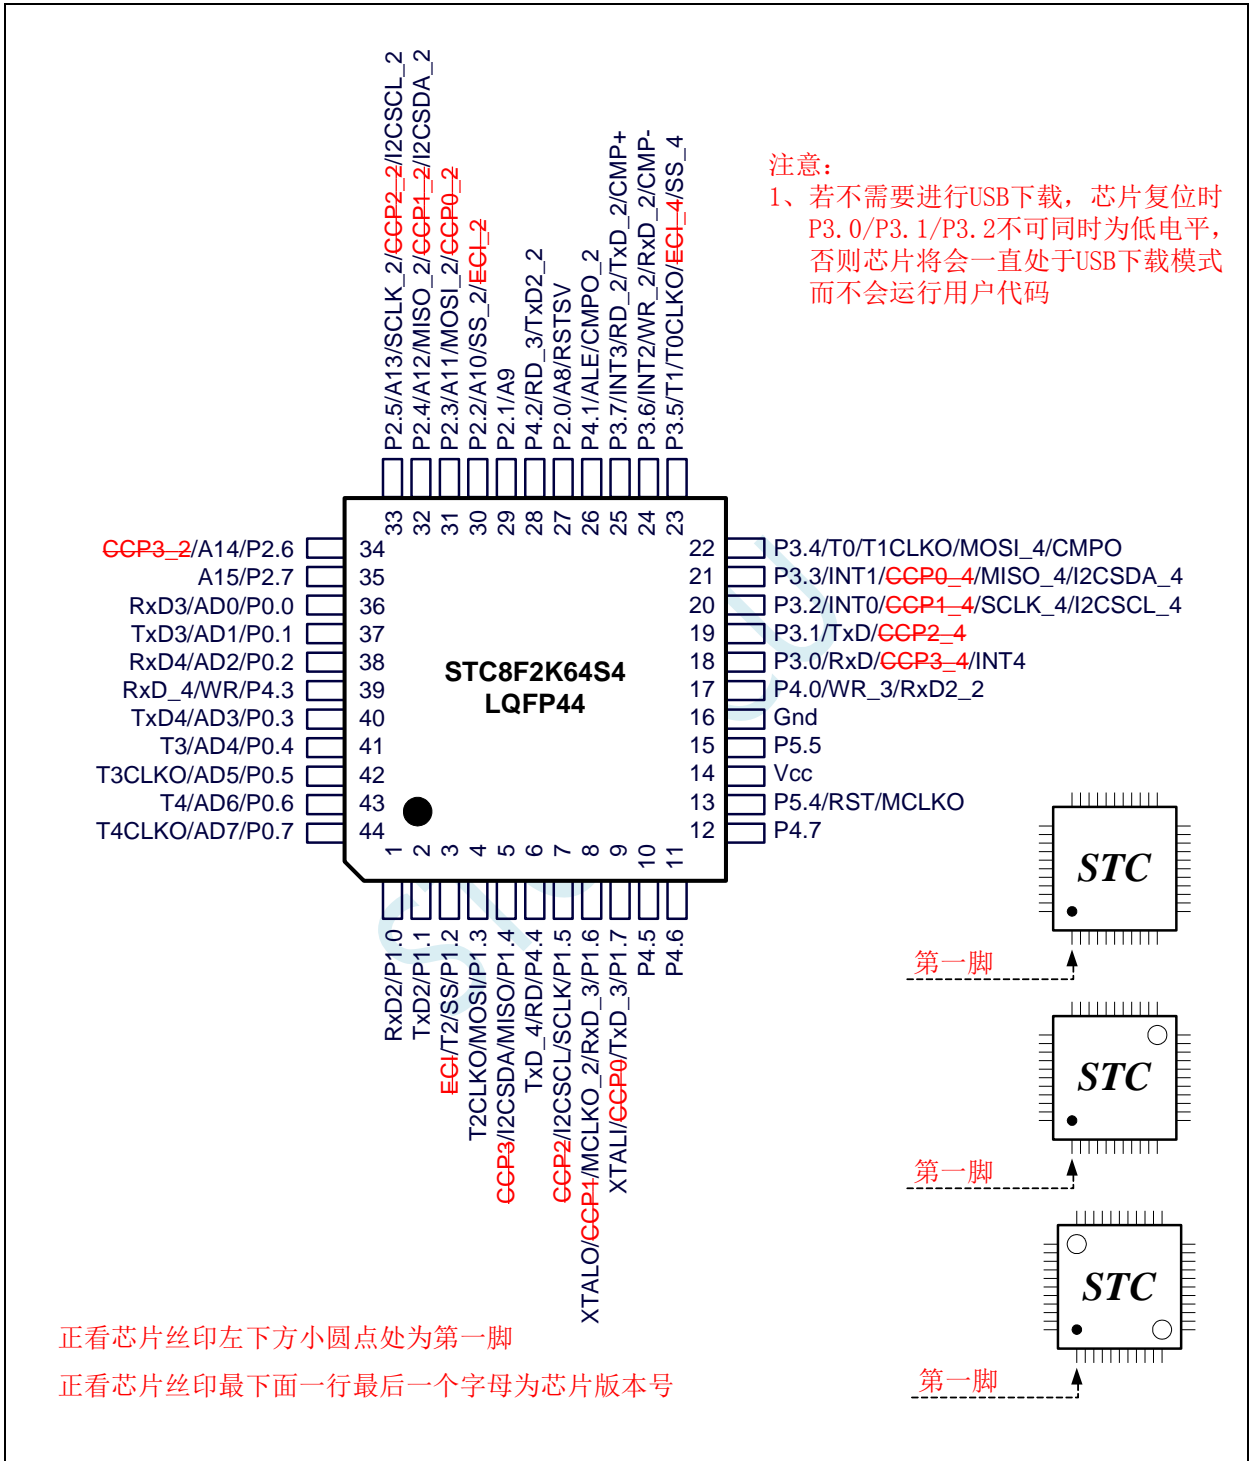 P2.5/A13/SCLK_2/CCP2_2/I2CSCL_2
P2.4/A12/MISO_2/CCP1_2/I2CSDA_2
P2.3/A11/MOSI_2/CCP0_2
P2.2/A10/SS_2/ECI_2
P2.1/A9
P4.2/RD_3/TxD2_2
P2.0/A8/RSTSV
P4.1/ALE/CMPO_2
P3.7/INT3/RD_2/TxD_2/CMP+
P3.6/INT2/WR_2/RxD_2/CMP-
P3.5/T1/T0CLKO/ECI_4/SS_4
注意:
1、若不需要进行USB下载，芯片复位时
P3.0/P3.1/P3.2不可同时为低电平，
否则芯片将会一直处于USB下载模式
而不会运行用户代码
33 32 31 30 29 28 27 26 25 24 23
CCP3_2/A14/P2.6 34
A15/P2.7 35
RxD3/AD0/P0.0 36
TxD3/AD1/P0.1 37
RxD4/AD2/P0.2 38
RxD_4/WR/P4.3 39
TxD4/AD3/P0.3 40
T3/AD4/P0.4 41
T3CLKO/AD5/P0.5 42
T4/AD6/P0.6 43
T4CLKO/AD7/P0.7 44
STC8F2K64S4
LQFP44
22 P3.4/T0/T1CLKO/MOSI_4/CMPO
21 P3.3/INT1/CCP0_4/MISO_4/I2CSDA_4
20 P3.2/INT0/CCP1_4/SCLK_4/I2CSCL_4
19 P3.1/TxD/CCP2_4
18 P3.0/RxD/CCP3_4/INT4
17 P4.0/WR_3/RxD2_2
16 Gnd
15 P5.5
14 Vcc
13 P5.4/RST/MCLKO
12 P4.7
1 2 3 4 5 6 7 8 9 10 11
RxD2/P1.0
TxD2/P1.1
ECI/T2/SS/P1.2
T2CLKO/MOSI/P1.3
CCP3/I2CSDA/MISO/P1.4
TxD_4/RD/P4.4
CCP2/I2CSCL/SCLK/P1.5
XTALO/CCP1/MCLKO_2/RxD_3/P1.6
XTALI/CCP0/TxD_3/P1.7
P4.5
P4.6
STC
第一脚
STC
第一脚
STC
第一脚
正看芯片丝印左下方小圆点处为第一脚
正看芯片丝印最下面一行最后一个字母为芯片版本号